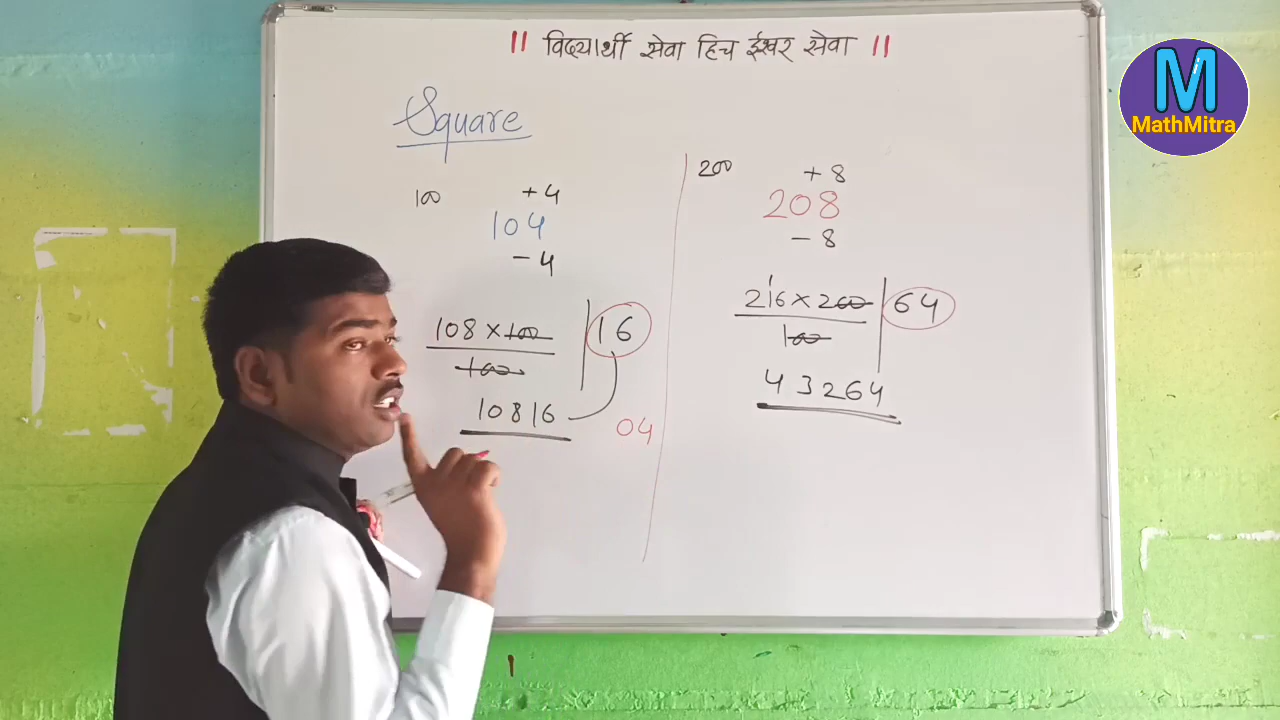 || विद्यार्थी सेवा हिच ईश्वर सेवा ||
M
MathMitra
Square
100 +4
104
-4
108 × 100 | 16
100
10816
04
200 +8
208
-8
216 × 200 | 64
100
43264